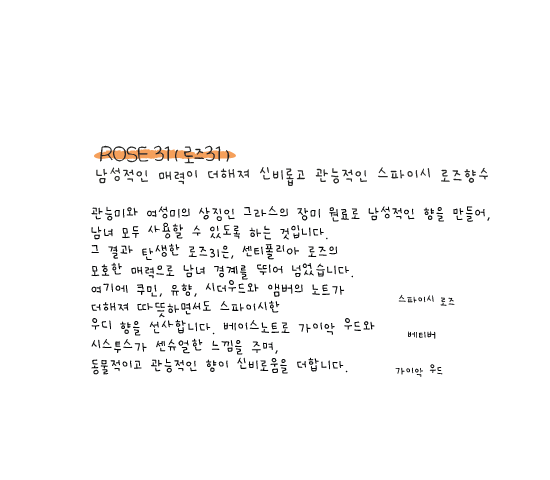 ROSE 31 (로즈31)
남성적인 매력이 더해져 신비롭고 관능적인 스파이시 로즈향수
관능미와 여성미의 상징인 그라스의 장미 원료로 남성적인 향을 만들어,
남녀 모두 사용할 수 있도록 하는 것입니다.
그 결과 탄생한 로즈31은, 센티폴리아 로즈의
모호한 매력으로 남녀 경계를 뛰어 넘었습니다.
여기에 쿠민, 유향, 시더우드와 앰버의 노트가
더해져 따뜻하면서도 스파이시한
우디 향을 선사합니다. 베이스노트로 가이악 우드와
시스투스가 센슈얼한 느낌을 주며,
동물적이고 관능적인 향이 신비로움을 더합니다.
스파이시 로즈
베티버
가이악 우드